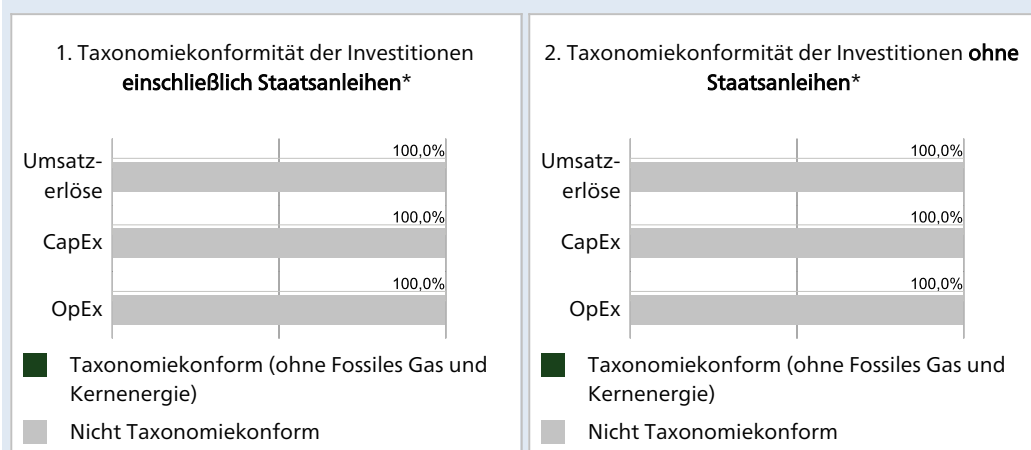 1. Taxonomiekonformität der Investitionen
einschließlich Staatsanleihen*
Umsatz-
erlöse
100,0%
CapEx
100,0%
OpEx
100,0%
Taxonomiekonform (ohne Fossiles Gas und
Kernenergie)
Nicht Taxonomiekonform
2. Taxonomiekonformität der Investitionen ohne
Staatsanleihen*
Umsatz-
erlöse
100,0%
CapEx
100,0%
OpEx
100,0%
Taxonomiekonform (ohne Fossiles Gas und
Kernenergie)
Nicht Taxonomiekonform